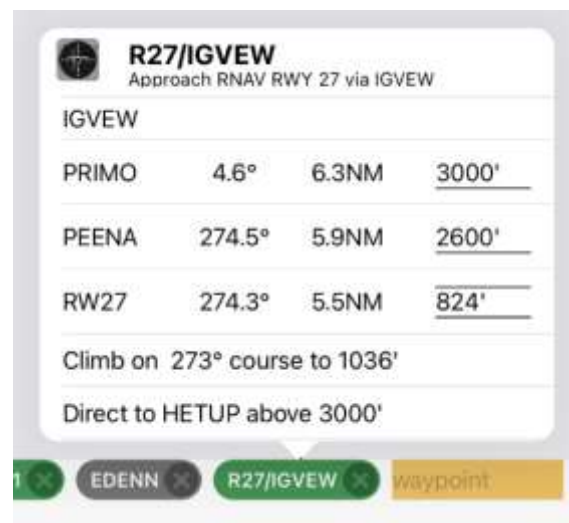 R27/IGVEW
Approach RNAV RWY 27 via IGVEW
IGVEW
PRIMO 4.6° 6.3NM 3000'
PEENA 274.5° 5.9NM 2600'
RW27 274.3° 5.5NM 824'
Climb on 273° course to 1036'
Direct to HETUP above 3000'
1 EDENN R27/IGVEW waypoint